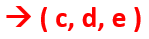 → ( c, d, e )